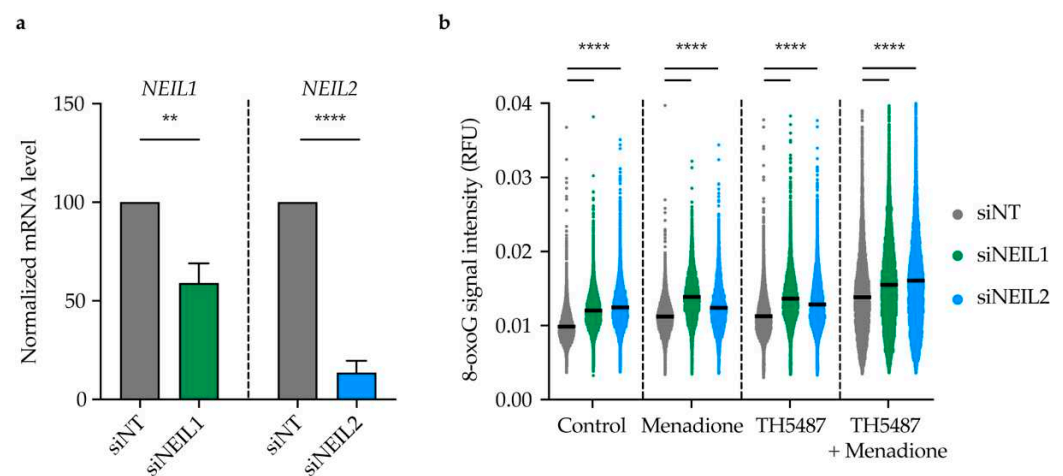 a
NEIL1
NEIL2
**
****
Normalized mRNA level
150
100
50
0
siNT
siNEIL1
siNT
siNEIL2
b
****
****
****
****
8-oxoG signal intensity (RFU)
0.04
0.03
0.02
0.01
0.00
Control
Menadione
TH5487
TH5487
+ Menadione
siNT
siNEIL1
siNEIL2